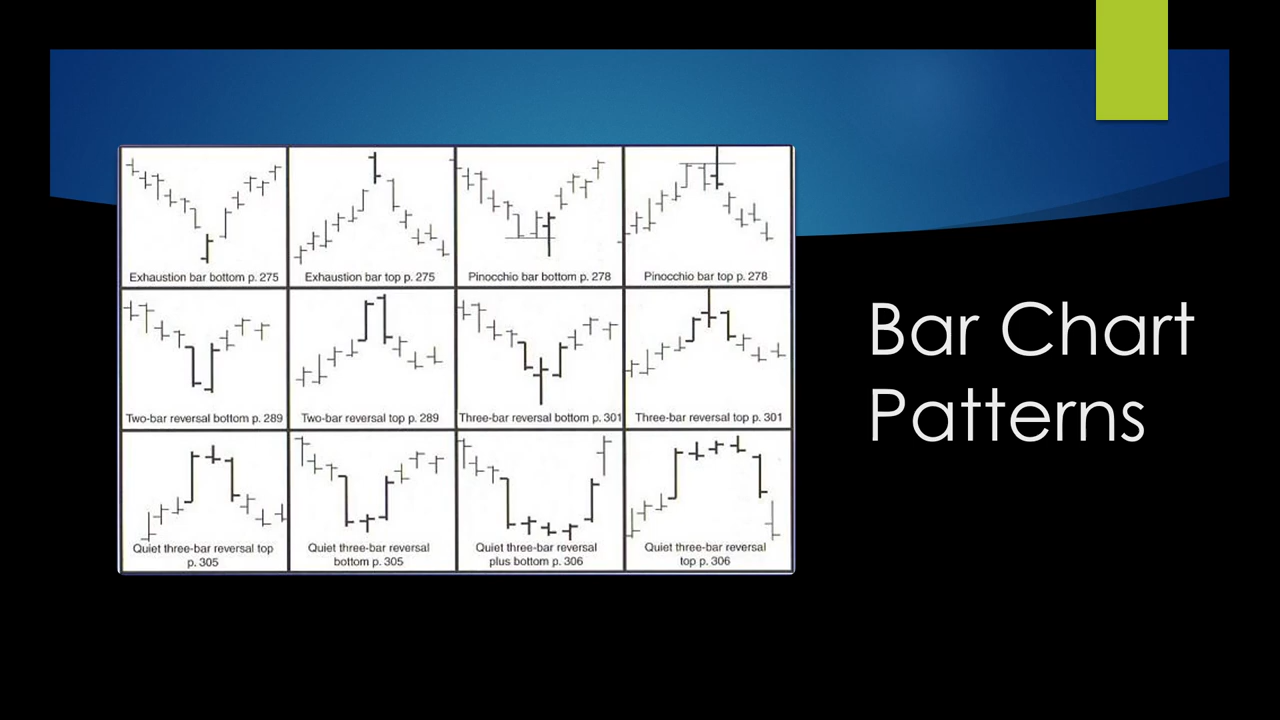 Exhaustion bar bottom p. 275
Exhaustion bar top p. 275
Pinocchio bar bottom p. 278
Pinocchio bar top p. 278
Two-bar reversal bottom p. 289
Two-bar reversal top p. 289
Three-bar reversal bottom p. 301
Three-bar reversal top p. 301
Quiet three-bar reversal top
p. 305
Quiet three-bar reversal
bottom p. 305
Quiet three-bar reversal
plus bottom p. 306
Quiet three-bar reversal
top p. 306
Bar Chart
Patterns